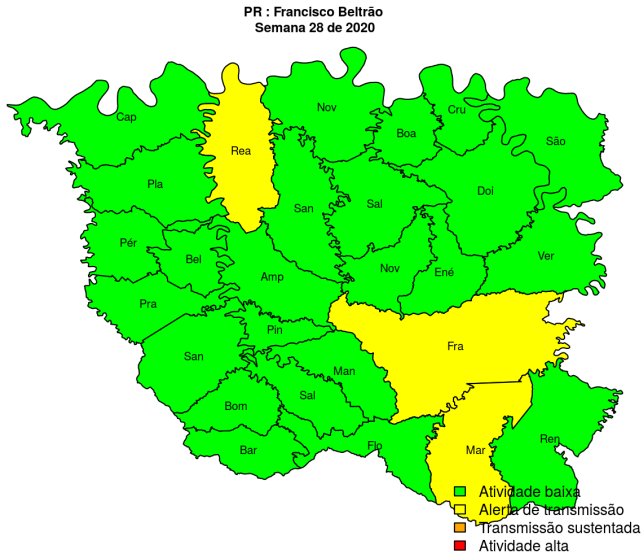 PR : Francisco Beltrão
Semana 28 de 2020
Cap
Nov
Cru
Boa
São
Rea
Pla
Doi
San
Sal
Pér
Bel
Ver
Nov
Ené
Amp
Pra
Pin
Fra
San
Man
Sal
Bom
Ren
Flo
Bar
Mar
Atividade baixa
Alerta de transmissão
Transmissão sustentada
Atividade alta